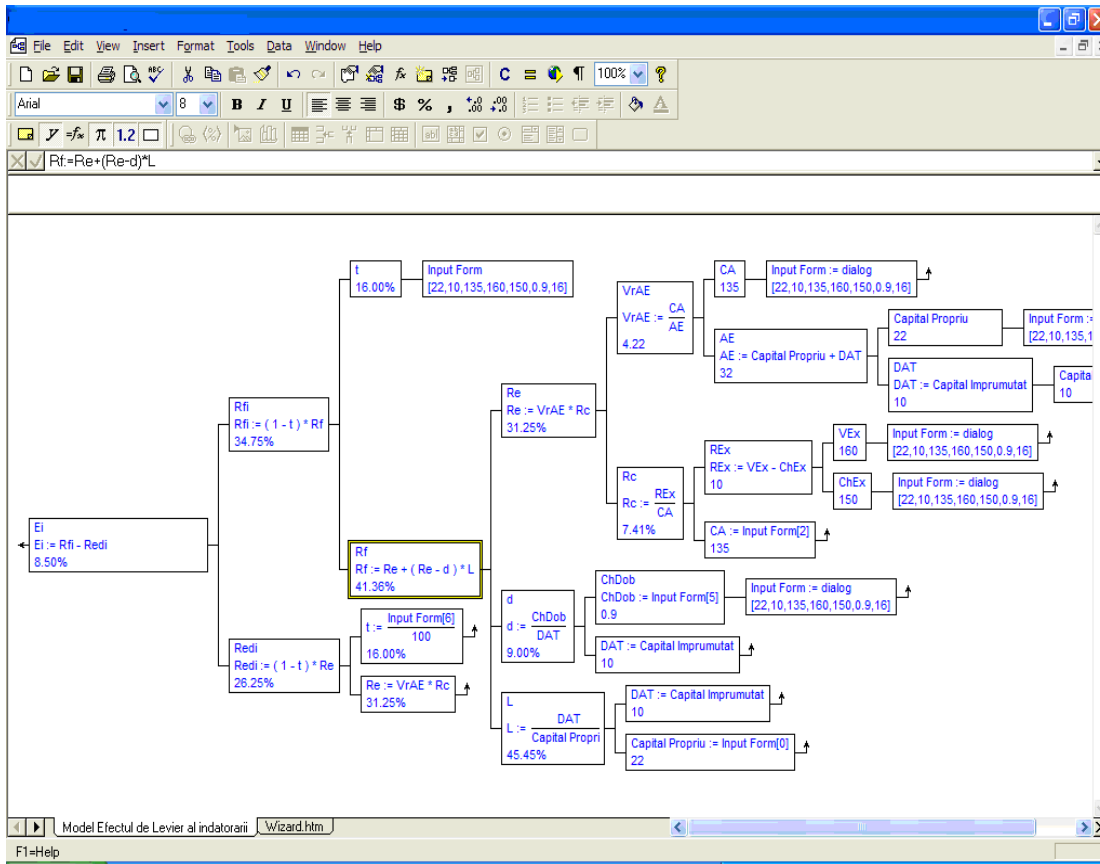 File Edit View Insert Format Tools Data Window Help
100%
Arial 8 B I U $ % ,
1.2
Rf:=Re+(Re-d)*L
t
16.00%
Input Form
[22,10,135,160,150,0.9,16]
VrAE
VrAE := CA
AE
4.22
CA
135
Input Form := dialog
[22,10,135,160,150,0.9,16]
AE
AE := Capital Propriu + DAT
32
Capital Propriu
22
Input Form :=
[22,10,135,1
DAT
DAT := Capital Imprumutat
10
Capita
10
Rfi
Rfi := ( 1 - t ) * Rf
34.75%
Re
Re := VrAE * Rc
31.25%
Rc
Rc := REx
CA
7.41%
REx
REx := VEx - ChEx
10
VEx
160
Input Form := dialog
[22,10,135,160,150,0.9,16]
ChEx
150
Input Form := dialog
[22,10,135,160,150,0.9,16]
CA := Input Form[2]
135
Ei
Ei := Rfi - Redi
8.50%
Rf
Rf := Re + ( Re - d ) * L
41.36%
d
d := ChDob
DAT
9.00%
ChDob
ChDob := Input Form[5]
0.9
Input Form := dialog
[22,10,135,160,150,0.9,16]
DAT := Capital Imprumutat
10
Redi
Redi := ( 1 - t ) * Re
26.25%
t := Input Form[6]
100
16.00%
Re := VrAE * Rc
31.25%
L
L := DAT
Capital Propri
45.45%
DAT := Capital Imprumutat
10
Capital Propriu := Input Form[0]
22
Model Efectul de Levier al indatorarii Wizard.htm
F1=Help